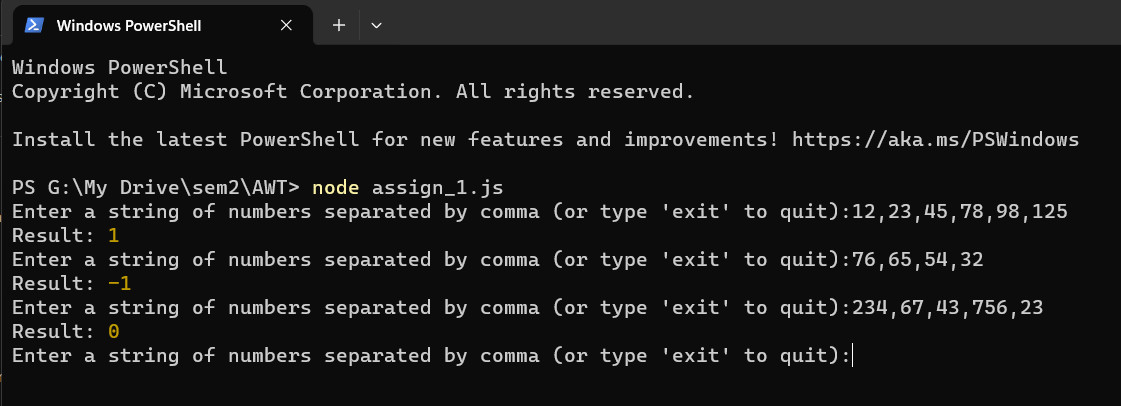 Windows PowerShell
Windows PowerShell
Copyright (C) Microsoft Corporation. All rights reserved.
Install the latest PowerShell for new features and improvements! https://aka.ms/PSWindows
PS G:\My Drive\sem2\AWT> node assign_1.js
Enter a string of numbers separated by comma (or type 'exit' to quit):12,23,45,78,98,125
Result: 1
Enter a string of numbers separated by comma (or type 'exit' to quit):76,65,54,32
Result: -1
Enter a string of numbers separated by comma (or type 'exit' to quit):234,67,43,756,23
Result: 0
Enter a string of numbers separated by comma (or type 'exit' to quit):